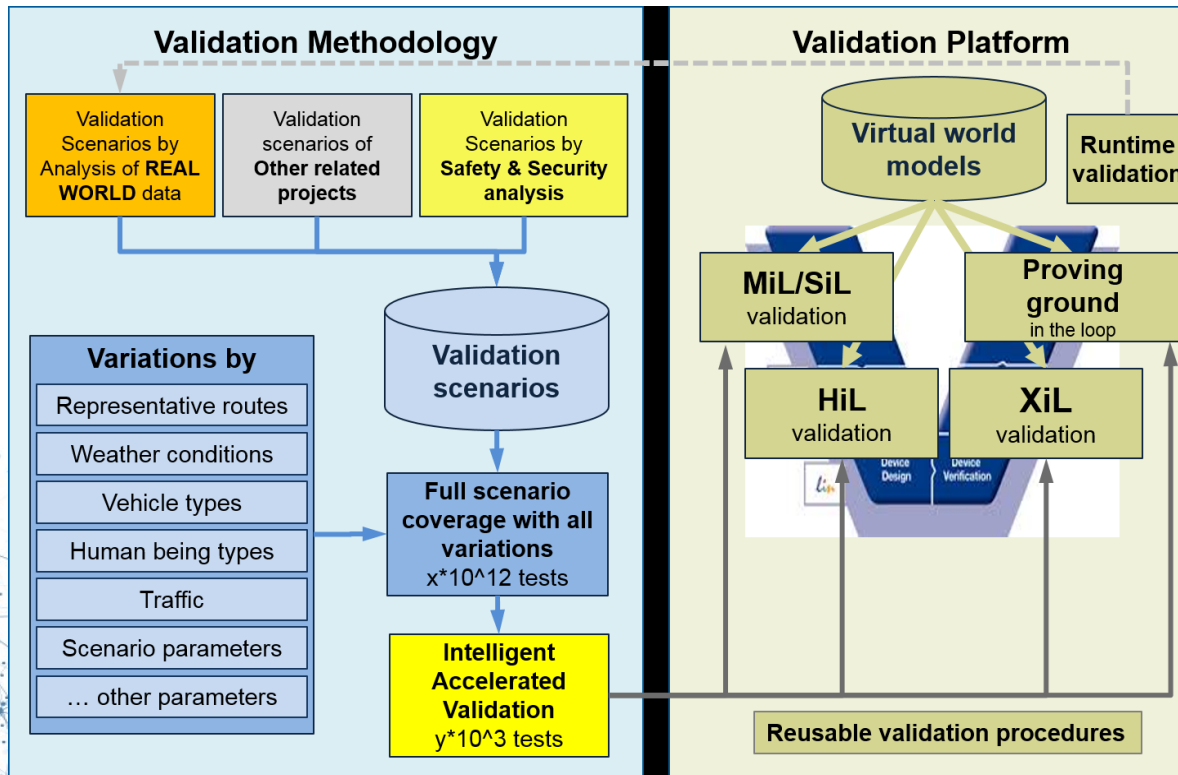 Validation Methodology
Validation
Scenarios by
Analysis of REAL
WORLD data
Validation
scenarios of
Other related
projects
Validation
Scenarios by
Safety & Security
analysis
Validation
scenarios
Variations by
Representative routes
Weather conditions
Vehicle types
Human being types
Traffic
Scenario parameters
… other parameters
Full scenario
coverage with all
variations
x*10^12 tests
Intelligent
Accelerated
Validation
y*10^3 tests
Validation Platform
Virtual world
models
Runtime
validation
MiL/SiL
validation
Proving
ground
in the loop
HiL
validation
XiL
validation
Device
Design
Device
Verification
Lin
Reusable validation procedures